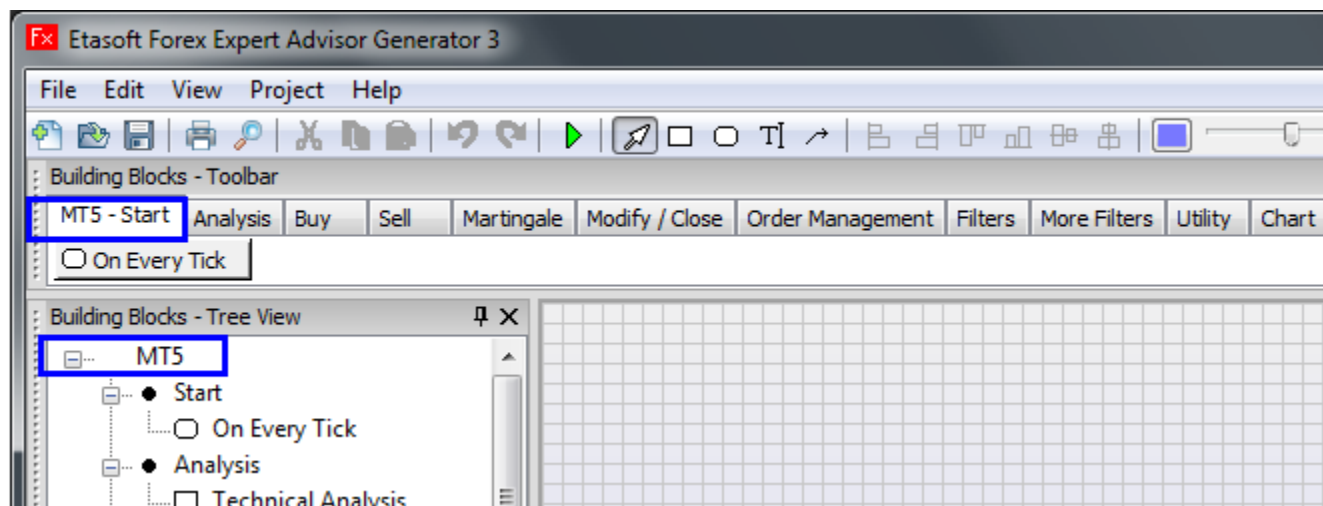 Fx Etasoft Forex Expert Advisor Generator 3
File Edit View Project Help
T
Building Blocks - Toolbar
MT5 - Start Analysis Buy Sell Martingale Modify / Close Order Management Filters More Filters Utility Chart
On Every Tick
Building Blocks - Tree View
MT5
Start
On Every Tick
Analysis
Technical Analysis